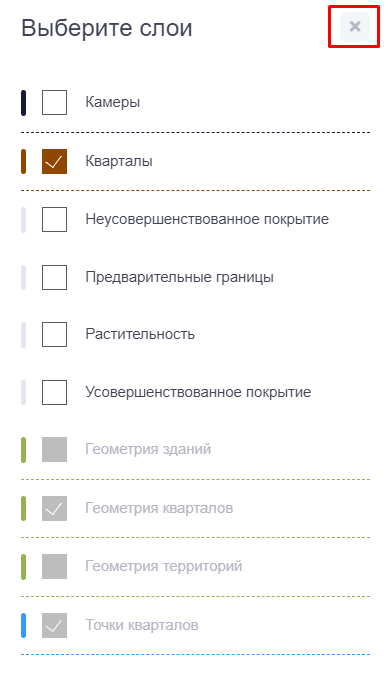 Выберите слои
Камеры
Кварталы
Неусовершенствованное покрытие
Предварительные границы
Растительность
Усовершенствованное покрытие
Геометрия зданий
Геометрия кварталов
Геометрия территорий
Точки кварталов